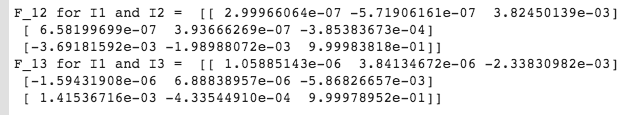 F_12 for I1 and I2 =  [[ 2.99966064e-07 -5.71906161e-07  3.82450139e-03]
 [ 6.58199699e-07  3.93666269e-07 -3.85383673e-04]
 [-3.69181592e-03 -1.98988072e-03  9.99983818e-01]]
F_13 for I1 and I3 =  [[ 1.05885143e-06  3.84134672e-06 -2.33830982e-03]
 [-1.59431908e-06  6.88838957e-06 -5.86826657e-03]
 [ 1.41536716e-03 -4.33544910e-04  9.99978952e-01]]